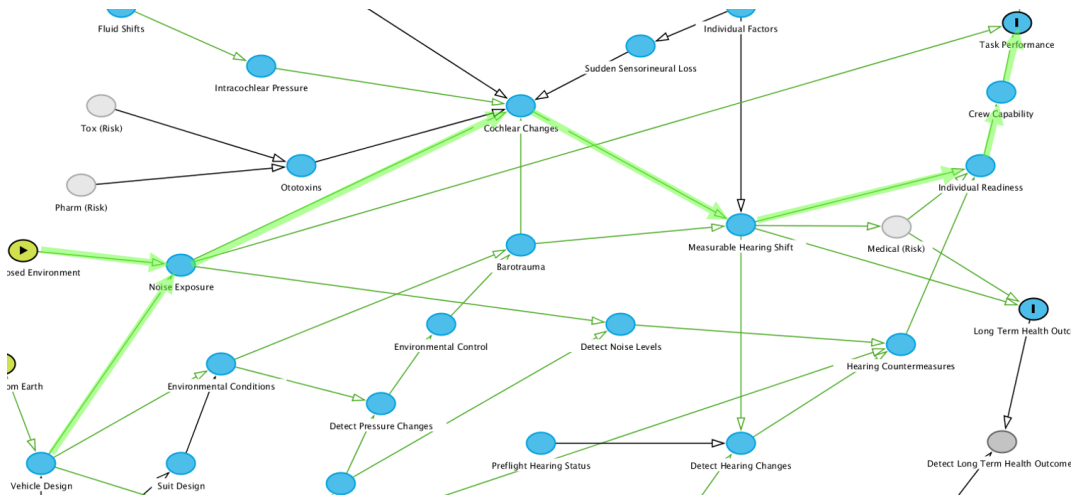 Fluid Shifts
Individual Factors
Task Performance
Sudden Sensorineural Loss
Intracochlear Pressure
Crew Capability
Tox (Risk)
Cochlear Changes
Ototoxins
Individual Readiness
Pharm (Risk)
Measurable Hearing Shift
Medical (Risk)
osed Environment
Barotrauma
Noise Exposure
Long Term Health Outc
Environmental Control
Detect Noise Levels
Hearing Countermeasures
om Earth
Environmental Conditions
Detect Pressure Changes
Preflight Hearing Status
Detect Hearing Changes
Detect Long Term Health Outcome
Vehicle Design
Suit Design